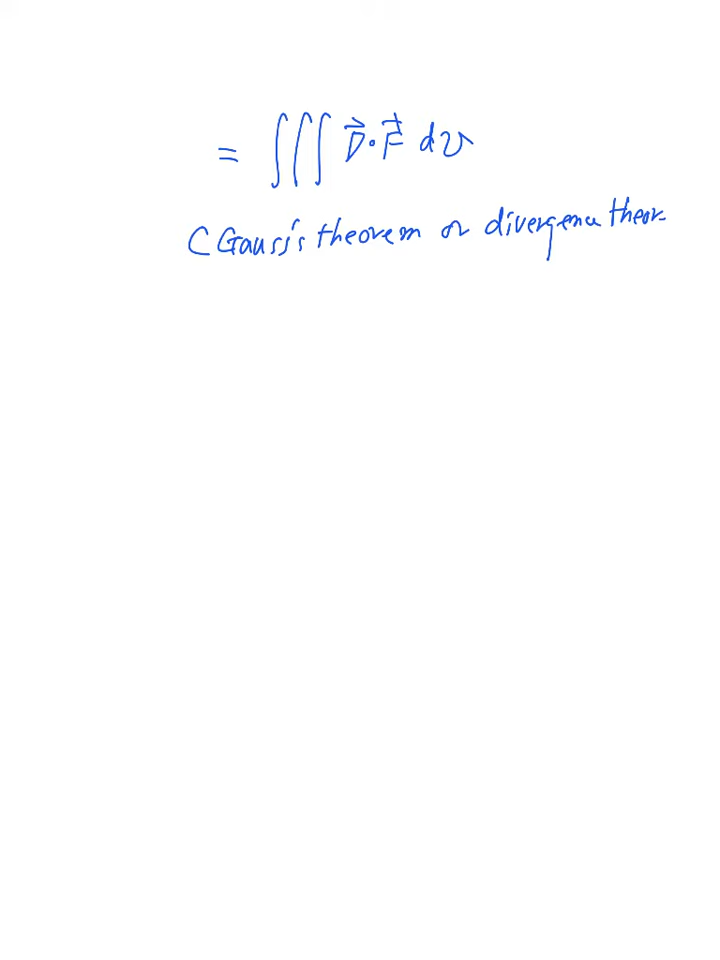 = ∭ ∇⃗·F⃗ dv
(Gauss's theorem or divergence theor.